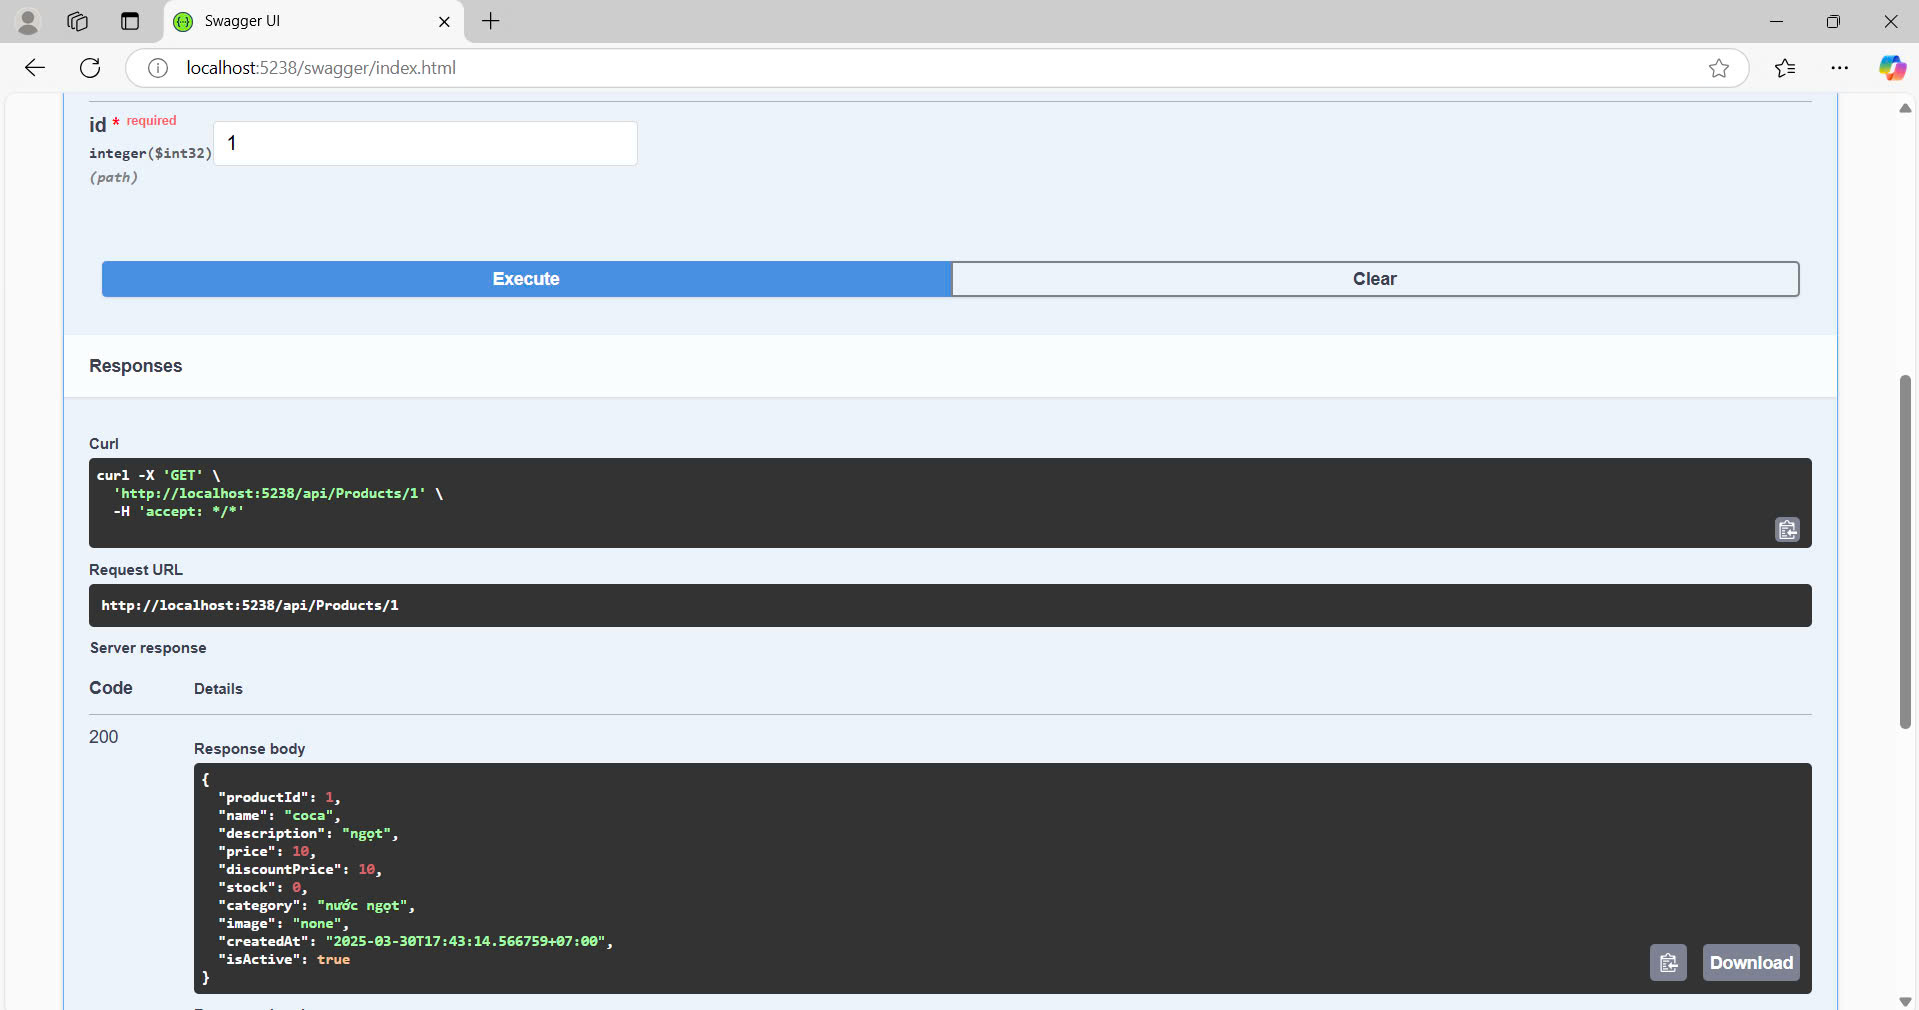 Swagger UI
localhost:5238/swagger/index.html
id * required
integer($int32)
(path)
1
Execute
Clear
Responses
Curl
curl -X 'GET' \
'http://localhost:5238/api/Products/1' \
-H 'accept: */*'
Request URL
http://localhost:5238/api/Products/1
Server response
Code Details
200
Response body
{
"productId": 1,
"name": "coca",
"description": "ngọt",
"price": 10,
"discountPrice": 10,
"stock": 0,
"category": "nước ngọt",
"image": "none",
"createdAt": "2025-03-30T17:43:14.566759+07:00",
"isActive": true
}
Download